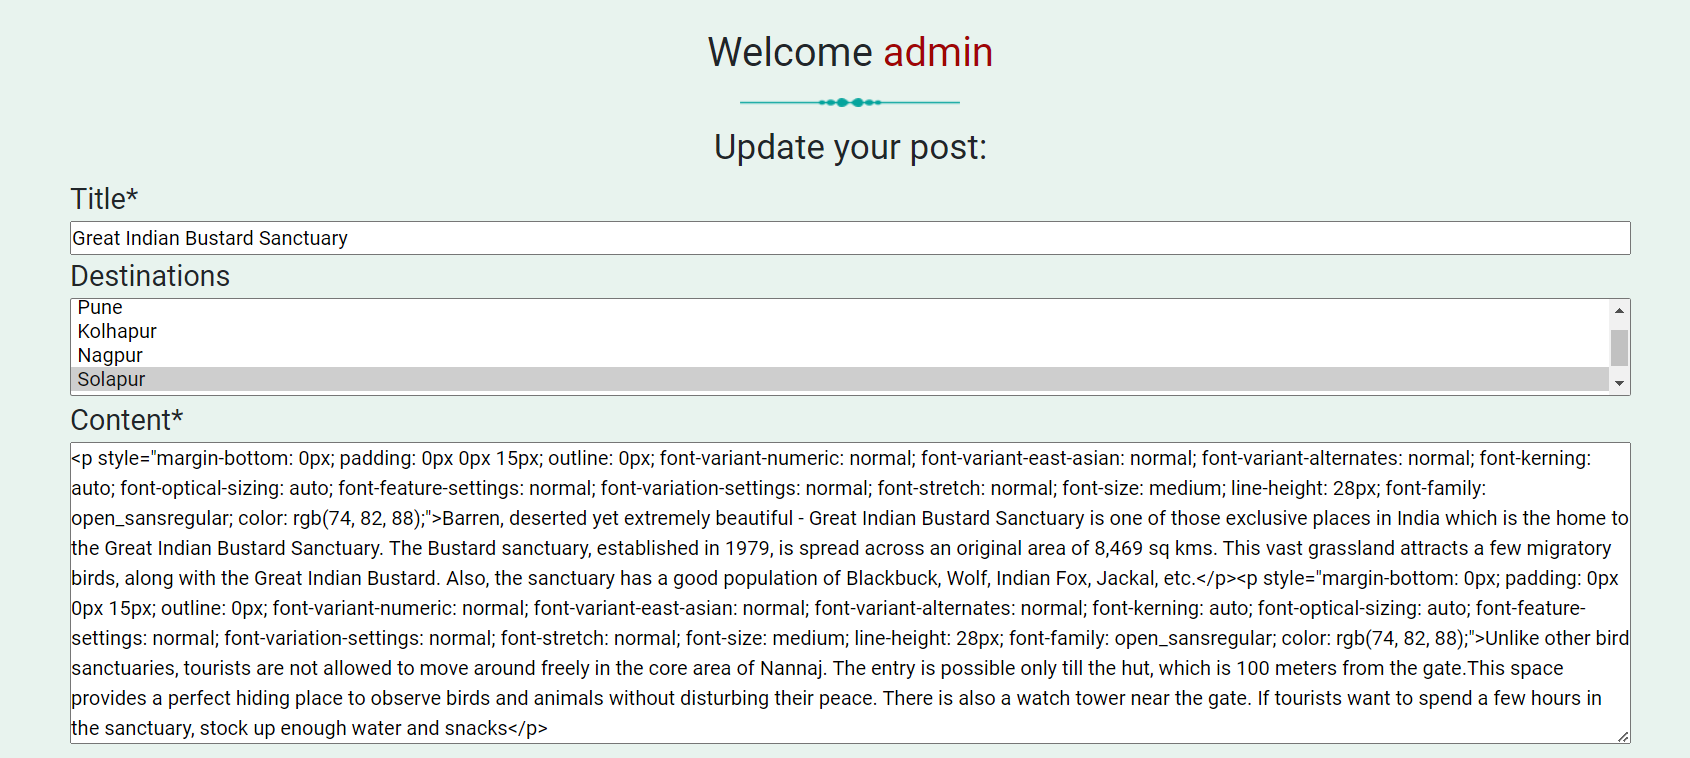 Welcome admin
Update your post:
Title*
Great Indian Bustard Sanctuary
Destinations
Pune
Kolhapur
Nagpur
Solapur
Content*
<p style="margin-bottom: 0px; padding: 0px 0px 15px; outline: 0px; font-variant-numeric: normal; font-variant-east-asian: normal; font-variant-alternates: normal; font-kerning:
auto; font-optical-sizing: auto; font-feature-settings: normal; font-variation-settings: normal; font-stretch: normal; font-size: medium; line-height: 28px; font-family:
open_sansregular; color: rgb(74, 82, 88);">Barren, deserted yet extremely beautiful - Great Indian Bustard Sanctuary is one of those exclusive places in India which is the home to
the Great Indian Bustard Sanctuary. The Bustard sanctuary, established in 1979, is spread across an original area of 8,469 sq kms. This vast grassland attracts a few migratory
birds, along with the Great Indian Bustard. Also, the sanctuary has a good population of Blackbuck, Wolf, Indian Fox, Jackal, etc.</p><p style="margin-bottom: 0px; padding: 0px
0px 15px; outline: 0px; font-variant-numeric: normal; font-variant-east-asian: normal; font-variant-alternates: normal; font-kerning: auto; font-optical-sizing: auto; font-feature-
settings: normal; font-variation-settings: normal; font-stretch: normal; font-size: medium; line-height: 28px; font-family: open_sansregular; color: rgb(74, 82, 88);">Unlike other bird
sanctuaries, tourists are not allowed to move around freely in the core area of Nannaj. The entry is possible only till the hut, which is 100 meters from the gate.This space
provides a perfect hiding place to observe birds and animals without disturbing their peace. There is also a watch tower near the gate. If tourists want to spend a few hours in
the sanctuary, stock up enough water and snacks</p>